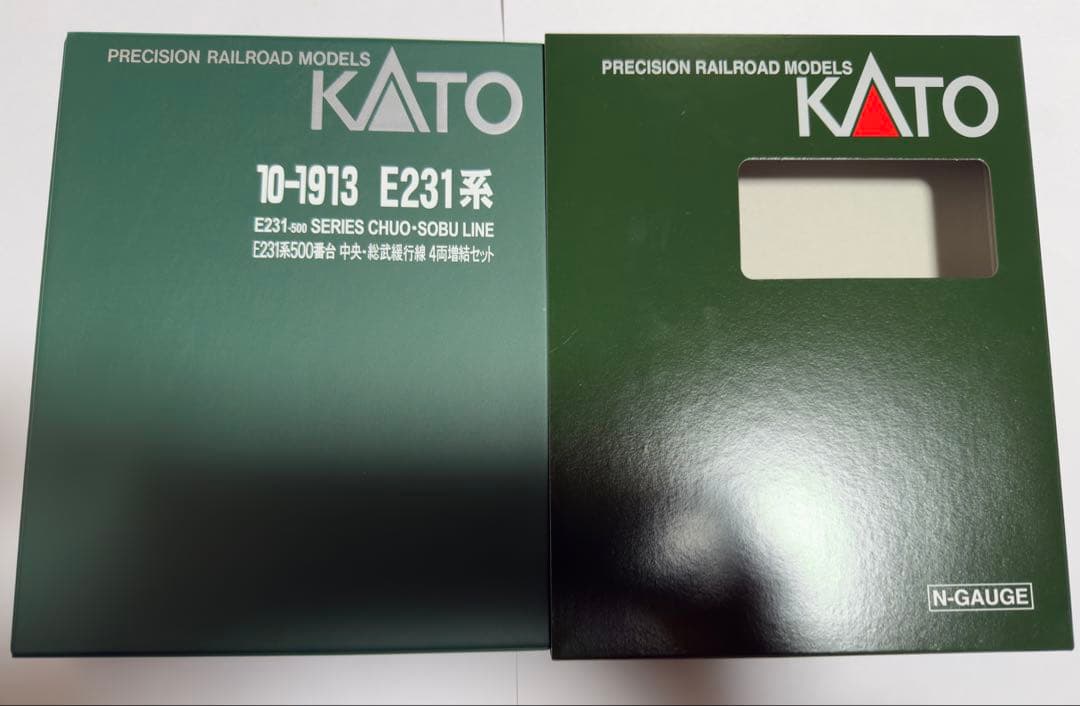 PRECISION RAILROAD MODELS
KATO
10-1913 E231系
E231-500 SERIES CHUO・SOBU LINE
E231系500番台 中央・総武緩行線 4両増結セット
PRECISION RAILROAD MODELS
KATO
N-GAUGE